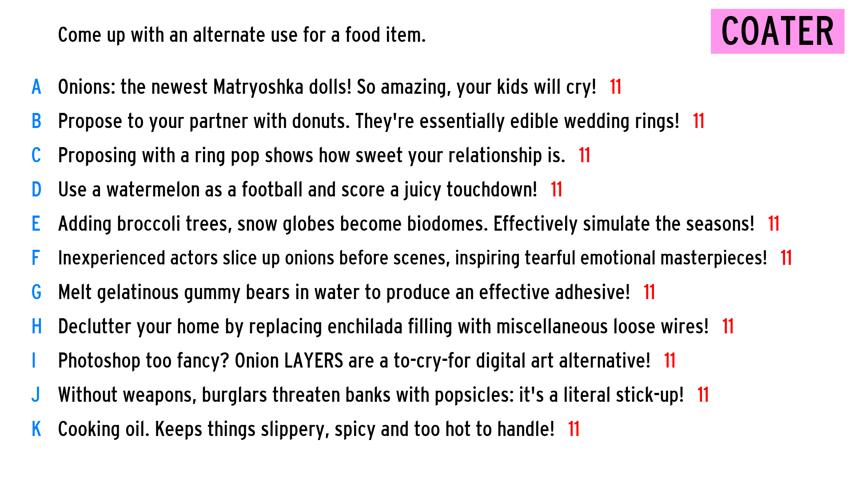 Come up with an alternate use for a food item.
COATER
A Onions: the newest Matryoshka dolls! So amazing, your kids will cry! 11
B Propose to your partner with donuts. They're essentially edible wedding rings! 11
C Proposing with a ring pop shows how sweet your relationship is. 11
D Use a watermelon as a football and score a juicy touchdown! 11
E Adding broccoli trees, snow globes become biodomes. Effectively simulate the seasons! 11
F Inexperienced actors slice up onions before scenes, inspiring tearful emotional masterpieces! 11
G Melt gelatinous gummy bears in water to produce an effective adhesive! 11
H Declutter your home by replacing enchilada filling with miscellaneous loose wires! 11
I Photoshop too fancy? Onion LAYERS are a to-cry-for digital art alternative! 11
J Without weapons, burglars threaten banks with popsicles: it's a literal stick-up! 11
K Cooking oil. Keeps things slippery, spicy and too hot to handle! 11